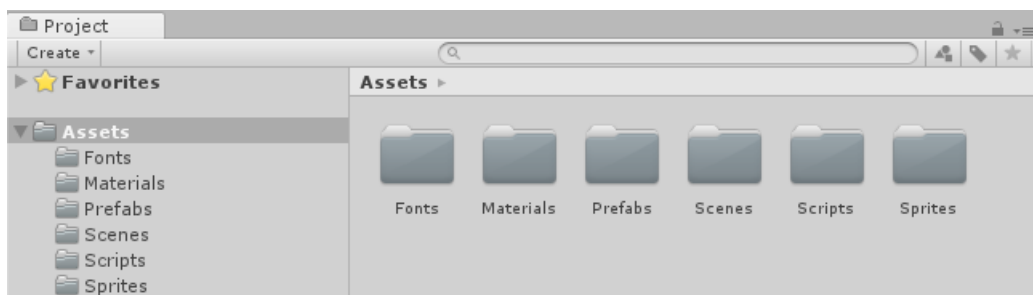 Project
Create
Favorites
Assets
Fonts
Materials
Prefabs
Scenes
Scripts
Sprites
Assets
Fonts Materials Prefabs Scenes Scripts Sprites